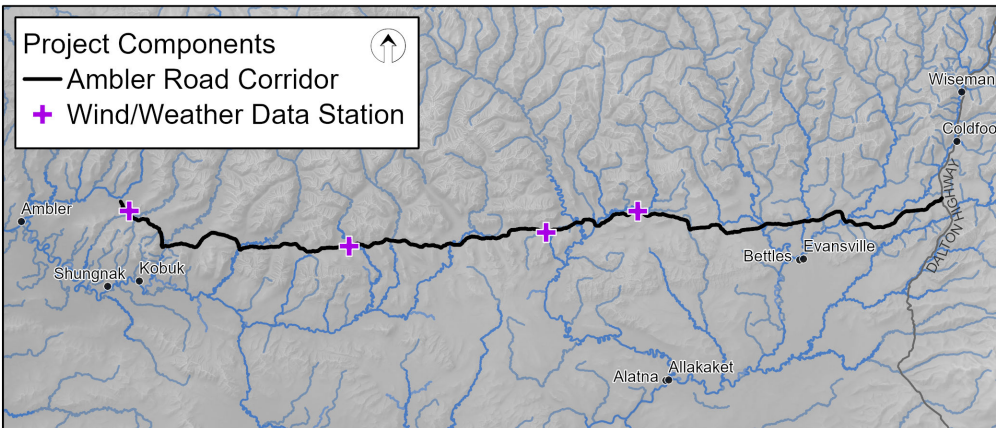 Project Components
Ambler Road Corridor
Wind/Weather Data Station
Wiseman
Coldfoo
Ambler
DALTON HIGHWAY
Evansville
Bettles
Shungnak
Kobuk
Allakaket
Alatna